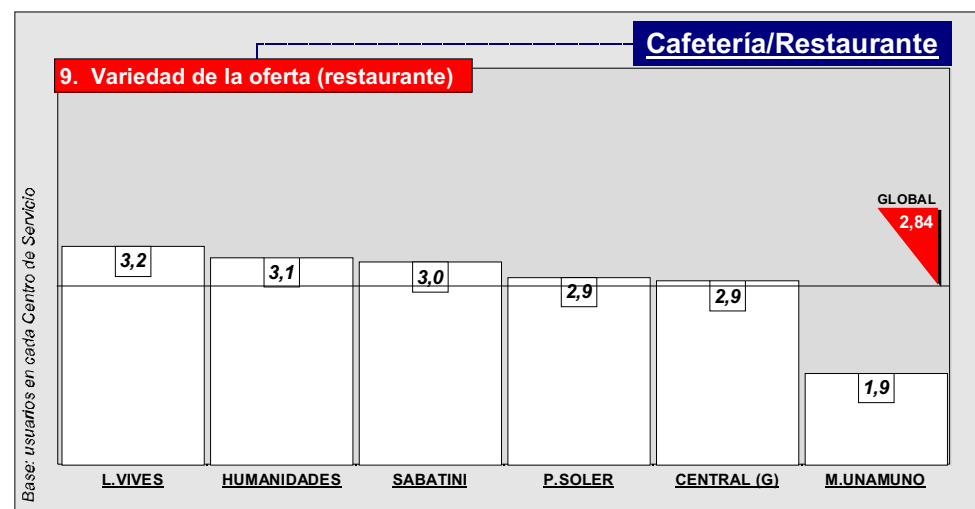 Cafetería/Restaurante
9. Variedad de la oferta (restaurante)
Base: usuarios en cada Centro de Servicio
GLOBAL
2,84
3,2
3,1
3,0
2,9
2,9
1,9
L.VIVES
HUMANIDADES
SABATINI
P.SOLER
CENTRAL (G)
M.UNAMUNO